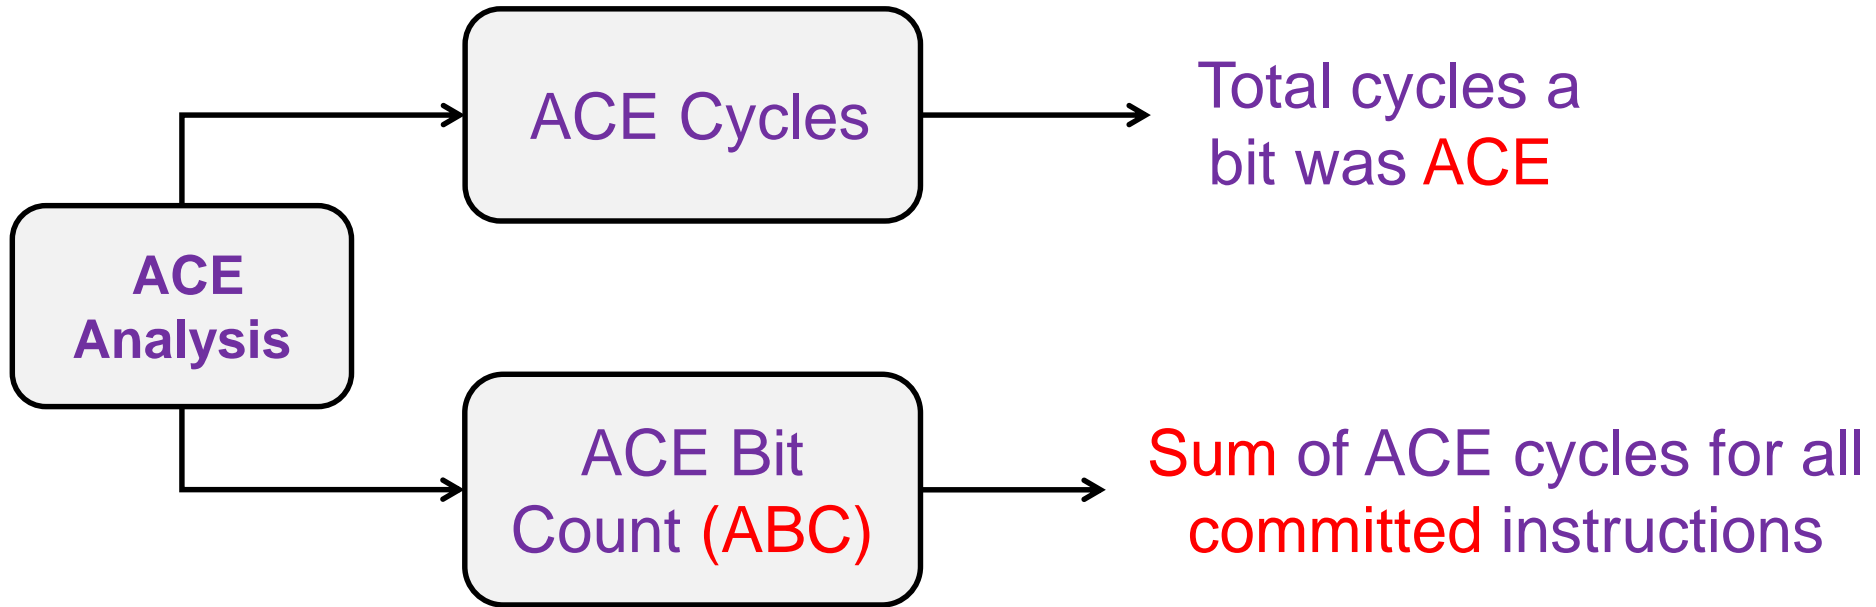 ACE Cycles
Total cycles a
bit was ACE
ACE
Analysis
ACE Bit
Count (ABC)
Sum of ACE cycles for all
committed instructions